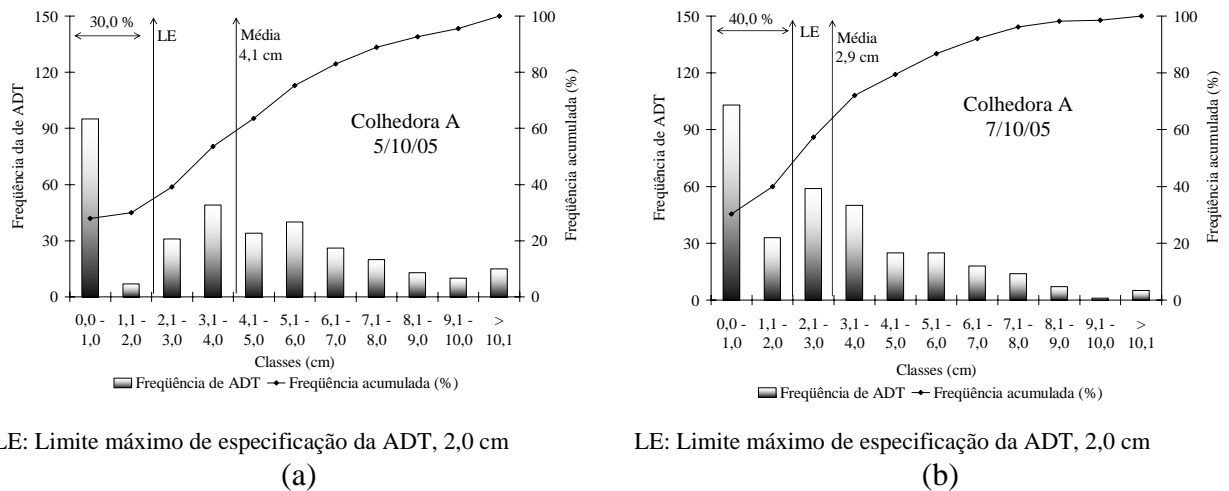 150
120
90
60
30
0
Freqüência da de ADT
30,0 %
LE
Média
4,1 cm
Colhedora A
5/10/05
100
80
60
40
20
0
Freqüência acumulada (%)
0,0 - 1,1 - 2,1 - 3,1 - 4,1 - 5,1 - 6,1 - 7,1 - 8,1 - 9,1 - >
1,0 2,0 3,0 4,0 5,0 6,0 7,0 8,0 9,0 10,0 10,1
Classes (cm)
Freqüência de ADT Freqüência acumulada (%)
LE: Limite máximo de especificação da ADT, 2,0 cm
(a)
150
120
90
60
30
0
Freqüência de ADT
40,0 %
LE
Média
2,9 cm
Colhedora A
7/10/05
100
80
60
40
20
0
Freqüência acumulada (%)
0,0 - 1,1 - 2,1 - 3,1 - 4,1 - 5,1 - 6,1 - 7,1 - 8,1 - 9,1 - >
1,0 2,0 3,0 4,0 5,0 6,0 7,0 8,0 9,0 10,0 10,1
Classes (cm)
Freqüência de ADT Freqüência acumulada (%)
LE: Limite máximo de especificação da ADT, 2,0 cm
(b)